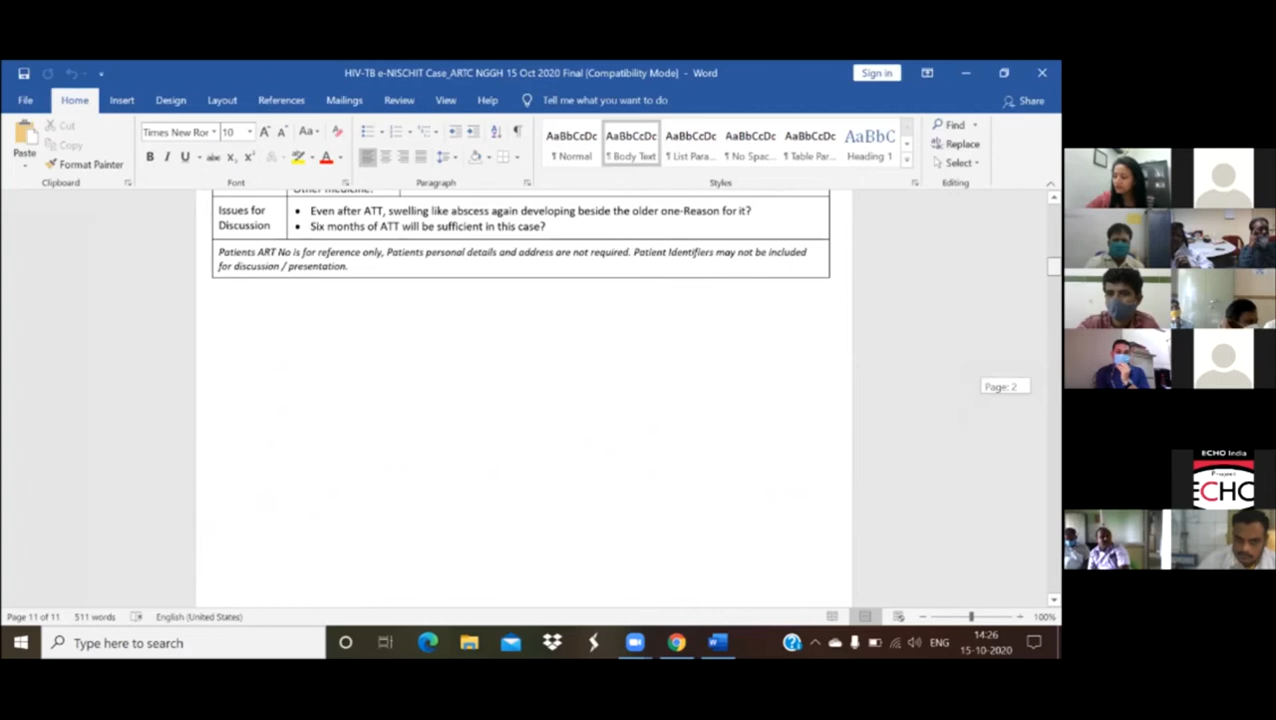 HIV-TB e-NISCHIT Case_ARTC NGGH 15 Oct 2020 Final [Compatibility Mode] - Word
Sign in
File Home Insert Design Layout References Mailings Review View Help Tell me what you want to do
Share
Paste
Cut
Copy
Format Painter
Clipboard
Times New Ror 10
Font
Paragraph
AaBbCcDc AaBbCcDc AaBbCcDc AaBbCcDc AaBbCcDc AaBbC
¶ Normal ¶ Body Text ¶ List Para... ¶ No Spac... ¶ Table Par... Heading 1
Styles
Find
Replace
Select
Editing
Other medicine:
Issues for Discussion
• Even after ATT, swelling like abscess again developing beside the older one-Reason for it?
• Six months of ATT will be sufficient in this case?
Patients ART No is for reference only, Patients personal details and address are not required. Patient Identifiers may not be included
for discussion / presentation.
Page: 2
ECHO India
Project
ECHO
Page 11 of 11 511 words English (United States)
100%
Type here to search
ENG
14:26
15-10-2020